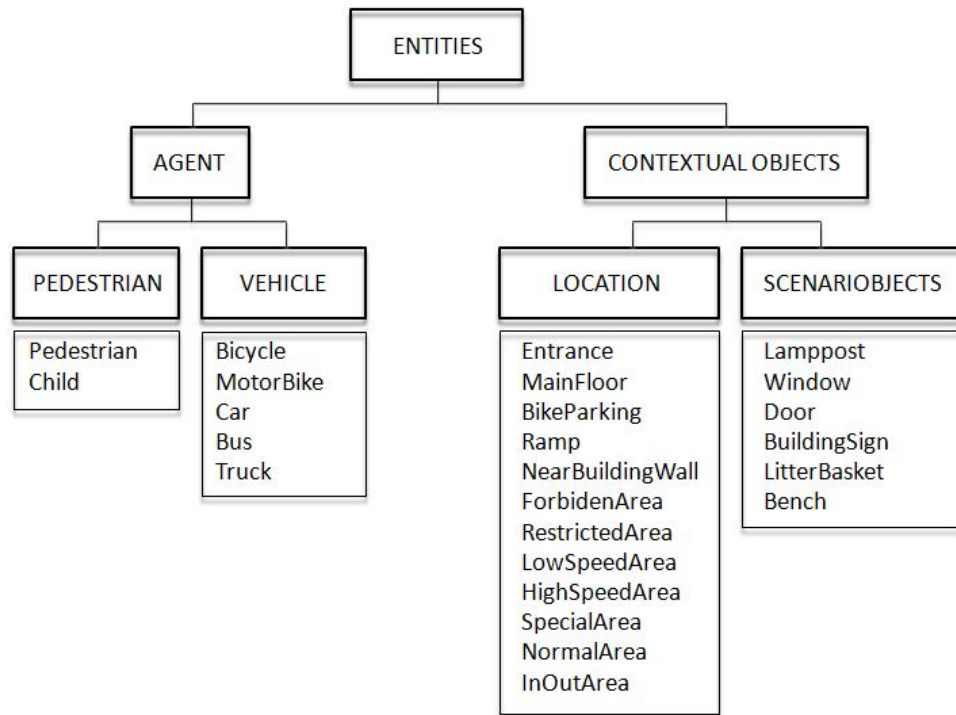 ENTITIES
AGENT
CONTEXTUAL OBJECTS
PEDESTRIAN
VEHICLE
LOCATION
SCENARIOBJECTS
Pedestrian
Child
Bicycle
MotorBike
Car
Bus
Truck
Entrance
MainFloor
BikeParking
Ramp
NearBuildingWall
ForbidenArea
RestrictedArea
LowSpeedArea
HighSpeedArea
SpecialArea
NormalArea
InOutArea
Lamppost
Window
Door
BuildingSign
LitterBasket
Bench